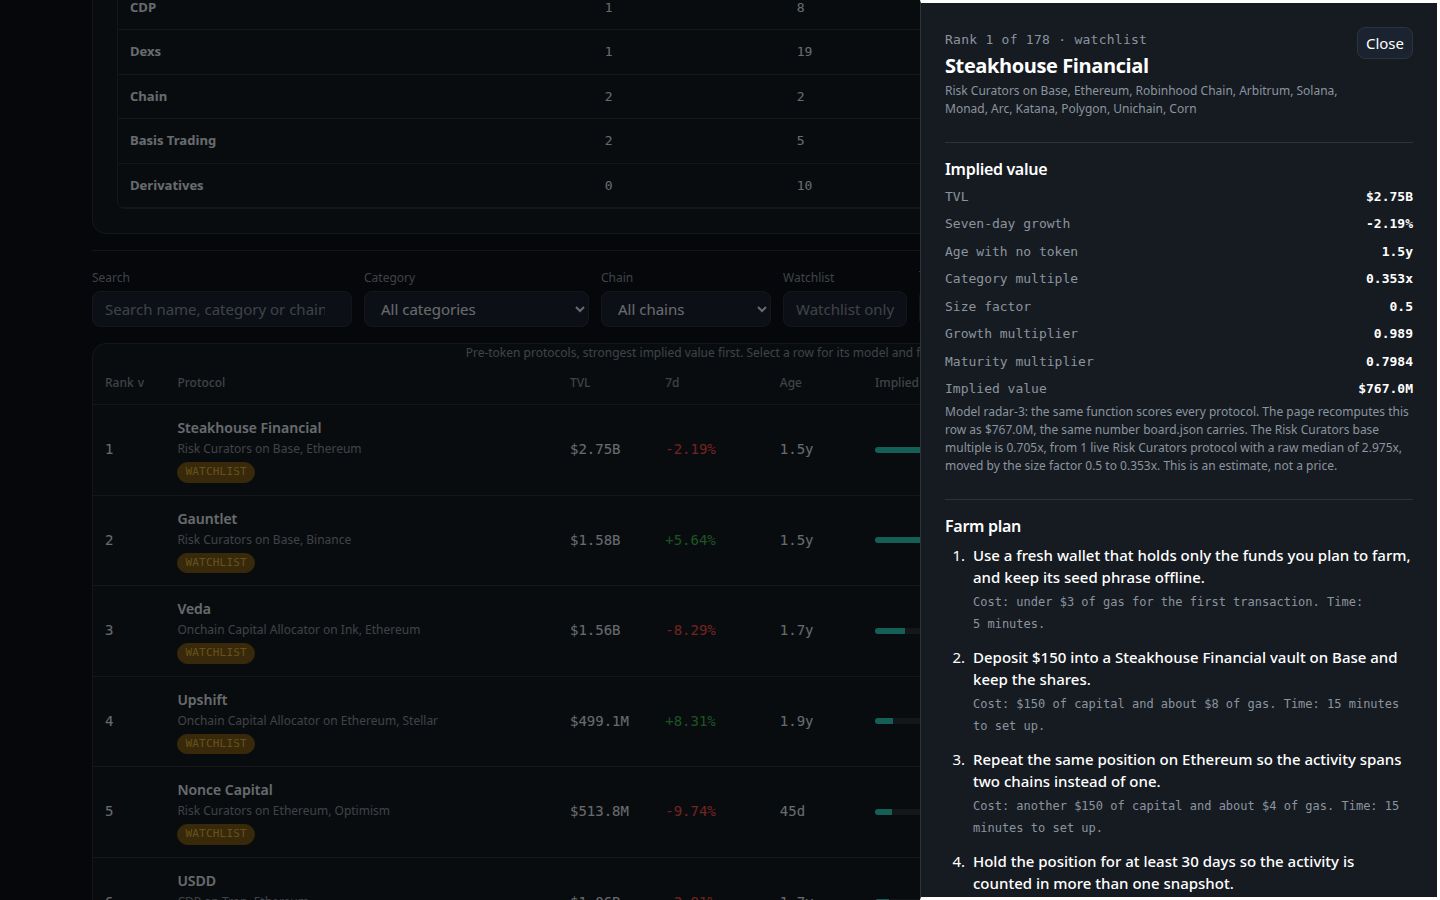 CDP 1 8
Dexs 1 19
Chain 2 2
Basis Trading 2 5
Derivatives 0 10
Search Category Chain Watchlist
Search name, category or chain All categories All chains Watchlist only
Pre-token protocols, strongest implied value first. Select a row for its model and f
Rank v Protocol TVL 7d Age Implied
Steakhouse Financial
1 Risk Curators on Base, Ethereum $2.75B -2.19% 1.5y
WATCHLIST
Gauntlet
2 Risk Curators on Base, Binance $1.58B +5.64% 1.5y
WATCHLIST
Veda
3 Onchain Capital Allocator on Ink, Ethereum $1.56B -8.29% 1.7y
WATCHLIST
Upshift
4 Onchain Capital Allocator on Ethereum, Stellar $499.1M +8.31% 1.9y
WATCHLIST
Nonce Capital
5 Risk Curators on Ethereum, Optimism $513.8M -9.74% 45d
WATCHLIST
USDD
Rank 1 of 178 · watchlist
Close
Steakhouse Financial
Risk Curators on Base, Ethereum, Robinhood Chain, Arbitrum, Solana,
Monad, Arc, Katana, Polygon, Unichain, Corn
Implied value
TVL $2.75B
Seven-day growth -2.19%
Age with no token 1.5y
Category multiple 0.353x
Size factor 0.5
Growth multiplier 0.989
Maturity multiplier 0.7984
Implied value $767.0M
Model radar-3: the same function scores every protocol. The page recomputes this
row as $767.0M, the same number board.json carries. The Risk Curators base
multiple is 0.705x, from 1 live Risk Curators protocol with a raw median of 2.975x,
moved by the size factor 0.5 to 0.353x. This is an estimate, not a price.
Farm plan
1. Use a fresh wallet that holds only the funds you plan to farm,
and keep its seed phrase offline.
Cost: under $3 of gas for the first transaction. Time:
5 minutes.
2. Deposit $150 into a Steakhouse Financial vault on Base and
keep the shares.
Cost: $150 of capital and about $8 of gas. Time: 15 minutes
to set up.
3. Repeat the same position on Ethereum so the activity spans
two chains instead of one.
Cost: another $150 of capital and about $4 of gas. Time: 15
minutes to set up.
4. Hold the position for at least 30 days so the activity is
counted in more than one snapshot.